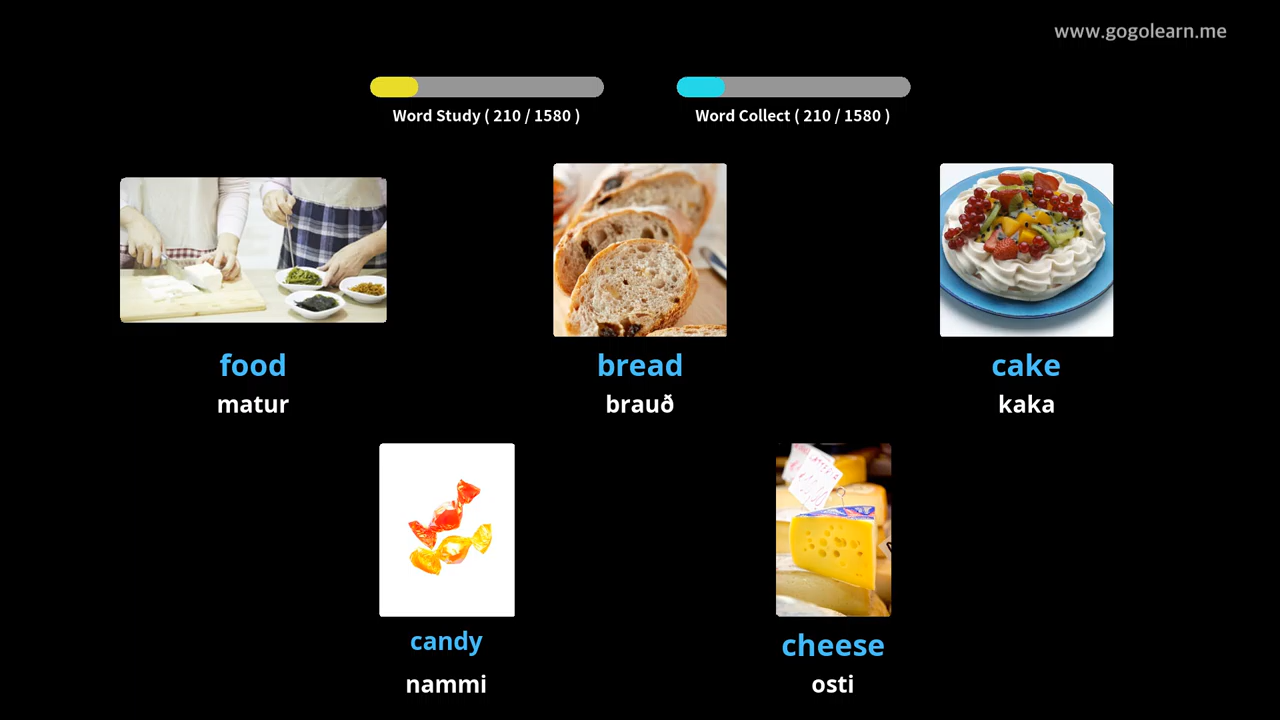 www.gogolearn.me
Word Study ( 210 / 1580 )
Word Collect ( 210 / 1580 )
food
matur
bread
brauð
cake
kaka
candy
nammi
cheese
osti